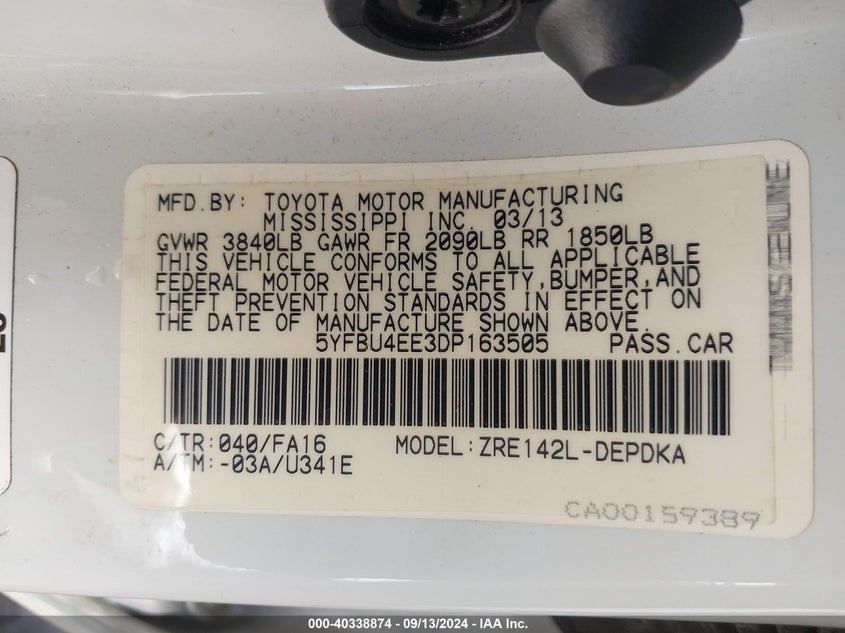 MFD.BY: TOYOTA MOTOR MANUFACTURING
MISSISSIPPI INC. 03/13
GVWR 3840LB GAWR FR 2090LB RR 1850LB
THIS VEHICLE CONFORMS TO ALL APPLICABLE
FEDERAL MOTOR VEHICLE SAFETY,BUMPER,AND
THEFT PREVENTION STANDARDS IN EFFECT ON
THE DATE OF MANUFACTURE SHOWN ABOVE.
5YFBU4EE3DP163505 PASS.CAR
C/TR:040/FA16 MODEL:ZRE142L-DEPDKA
A/TM:-03A/U341E
CA00159389
000-40338874 - 09/13/2024 - IAA Inc.